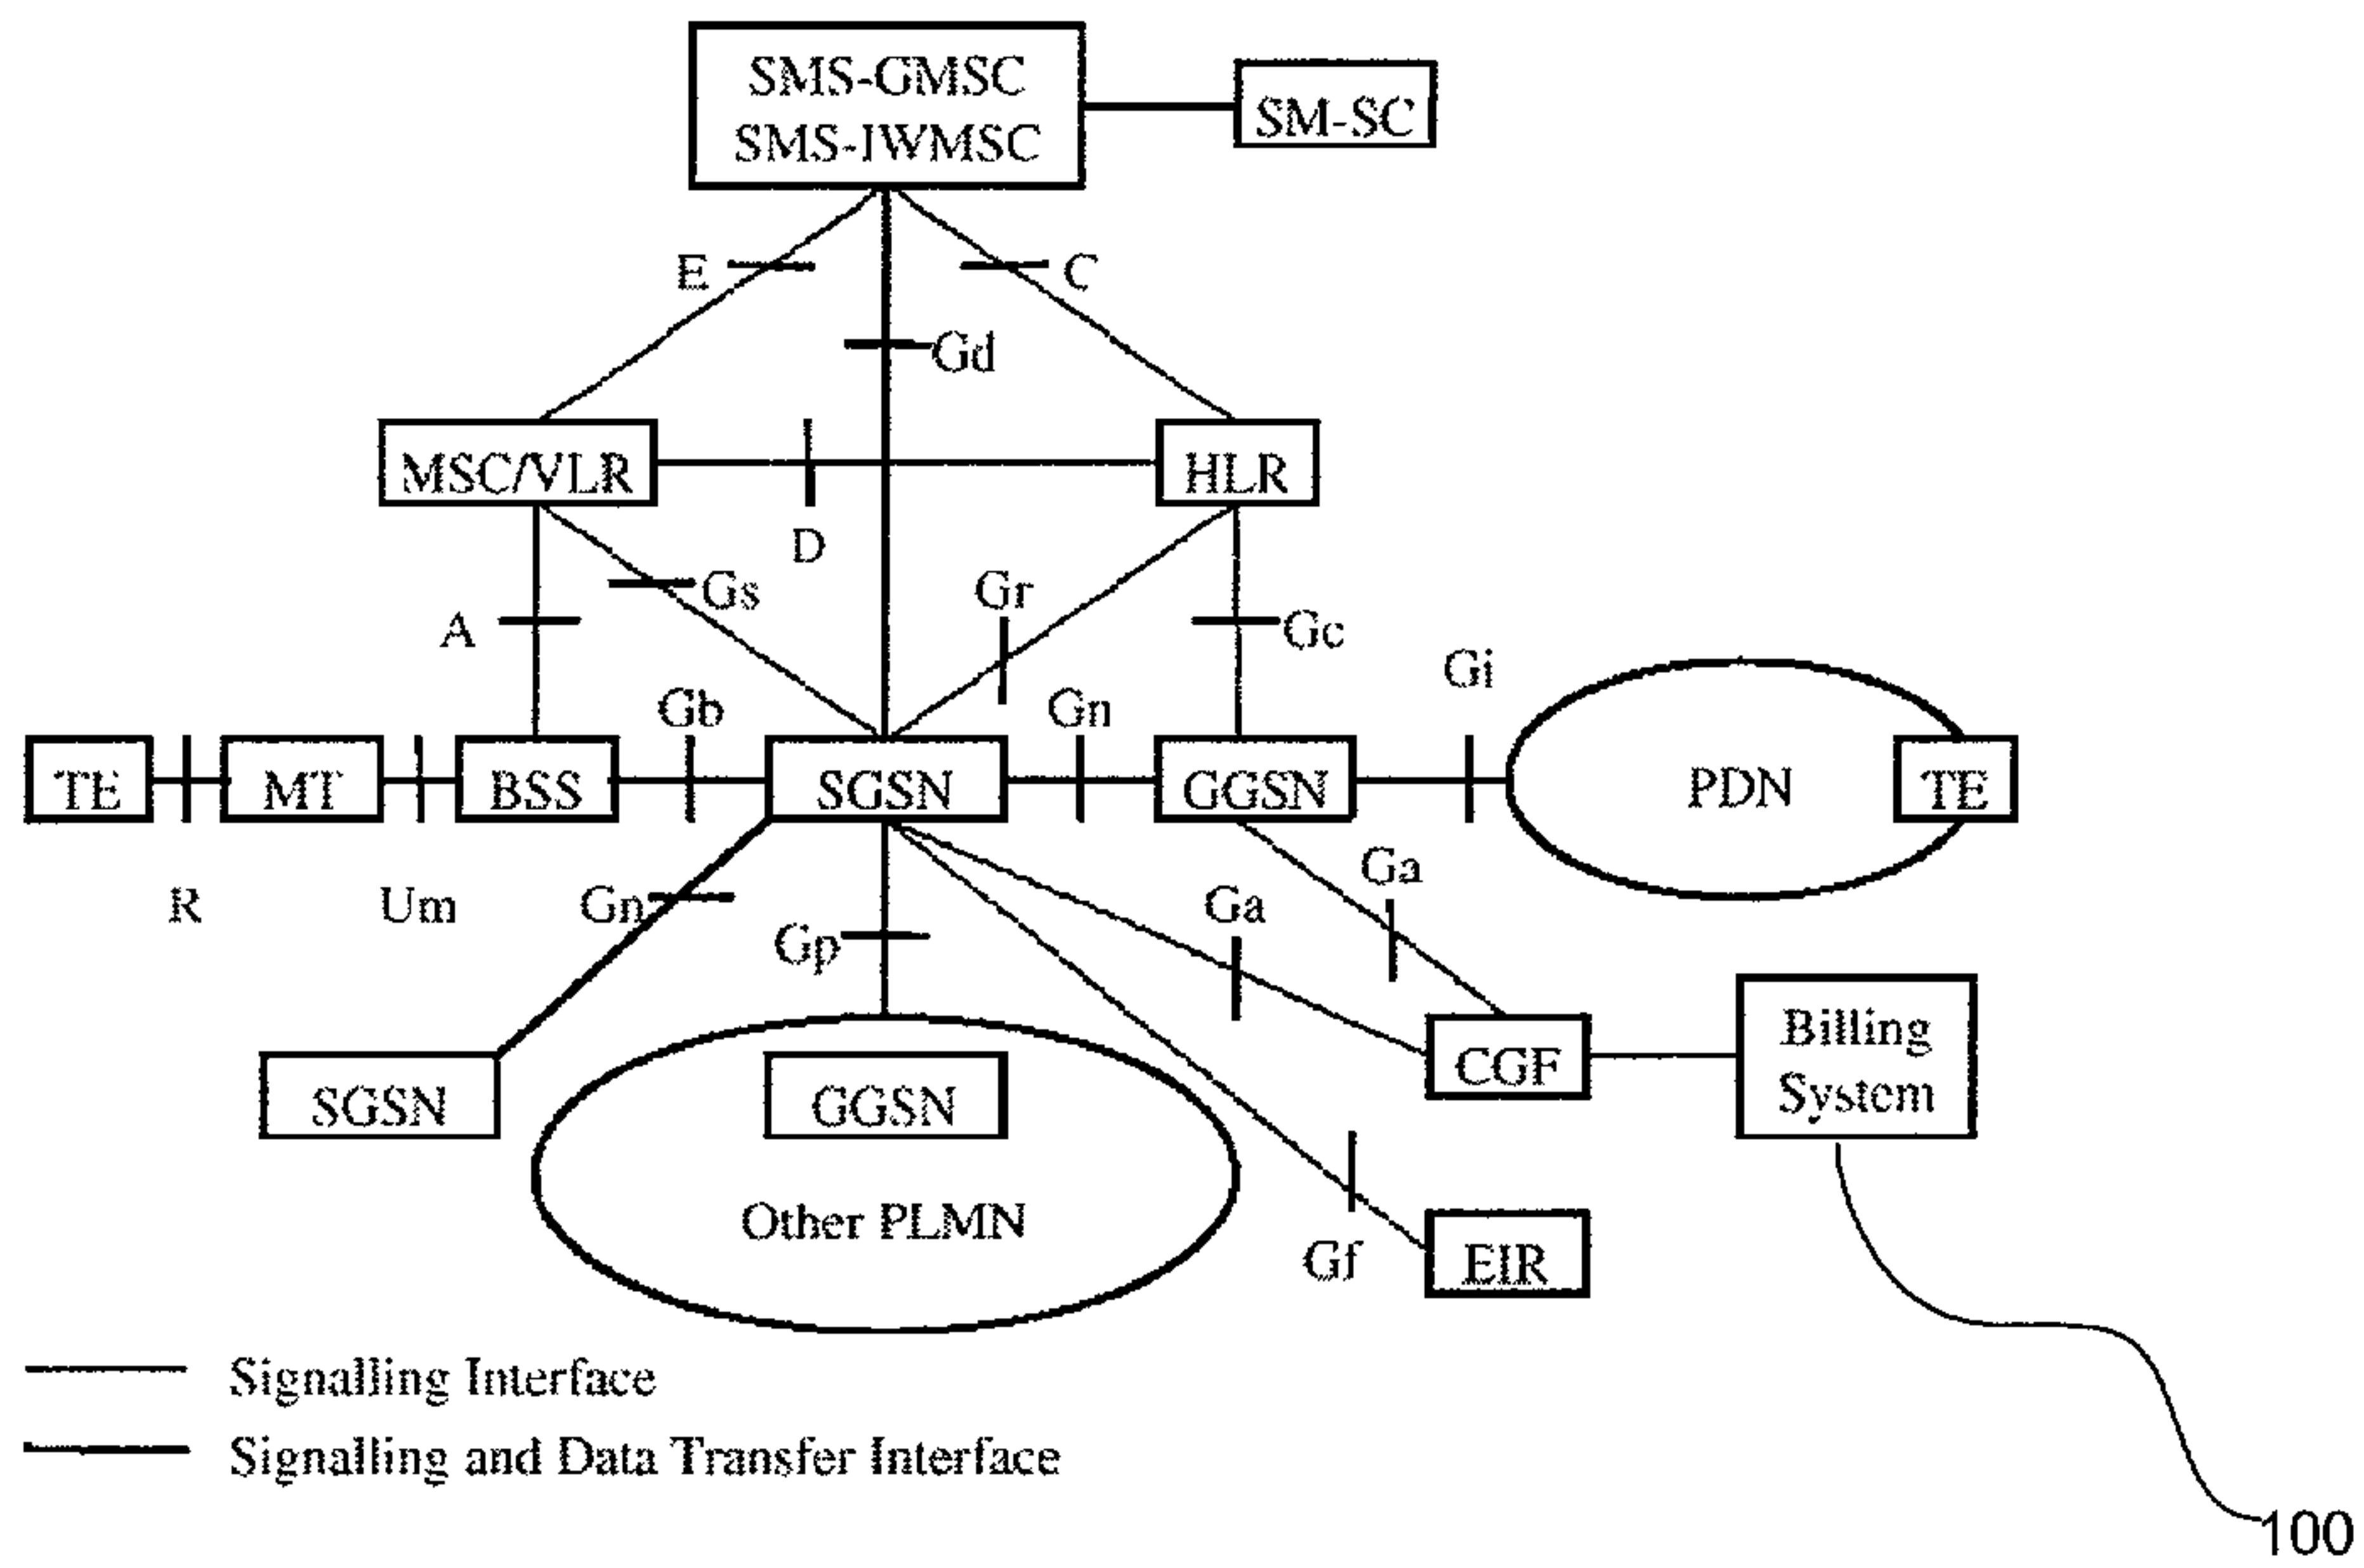 SMS-GMSC
SMS-IWMSC
SM-SC
E
C
Gd
MSC/VLR
HLR
D
Gs
Gr
A
Gc
Gi
Gb
Gn
TE
MT
BSS
SGSN
GGSN
PDN
TE
R
Um
Gn
Gp
Ga
Ga
SGSN
GGSN
CGF
Billing
System
Other PLMN
Gf
EIR
Signalling Interface
Signalling and Data Transfer Interface
100